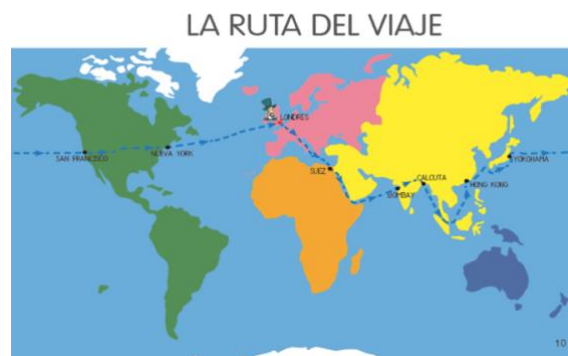 LA RUTA DEL VIAJE
LONDRES
SAN FRANCISCO
NUEVA YORK
SUEZ
BOMBAY
CALCUTA
HONG KONG
YOKOHAMA
10